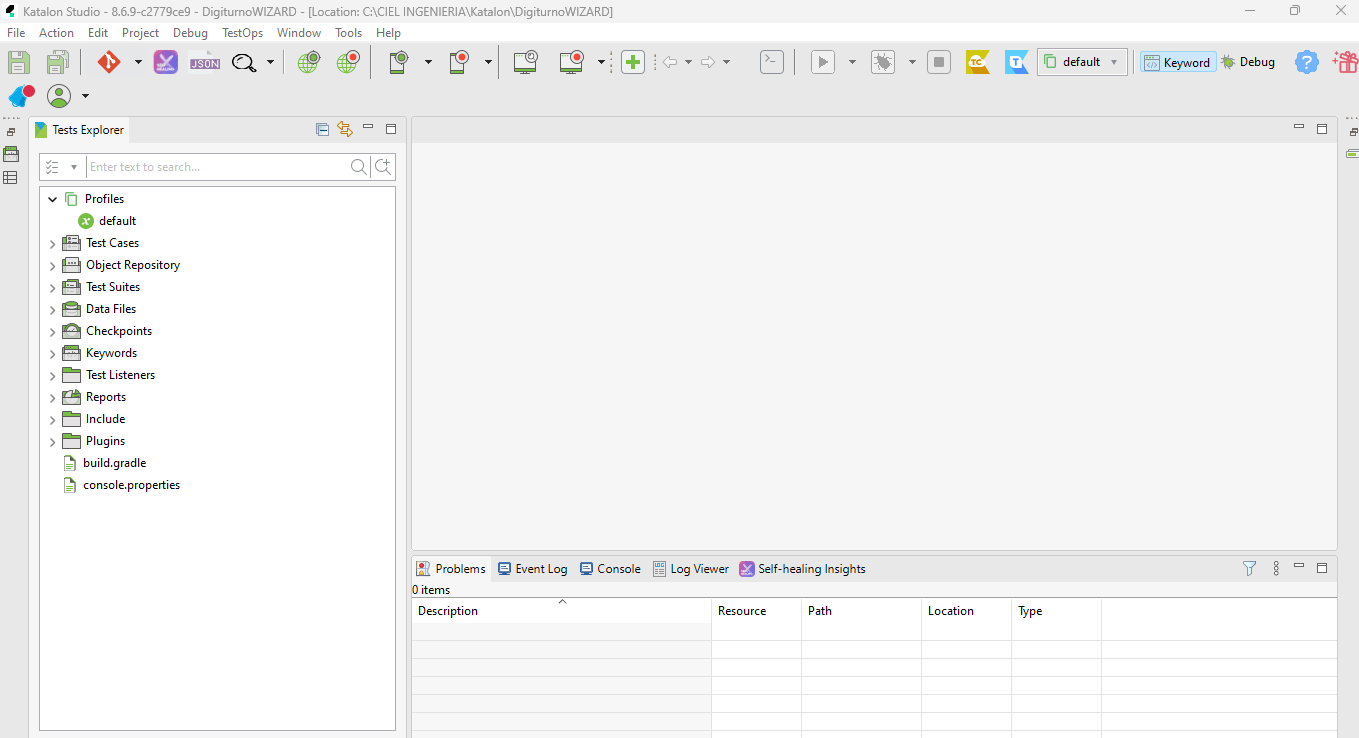 Katalon Studio - 8.6.9-c2779ce9 - DigiturnoWIZARD - [Location: C:\CIEL INGENIERIA\Katalon\DigiturnoWIZARD]
File Action Edit Project Debug TestOps Window Tools Help
JSON TC T default Keyword Debug ?
Tests Explorer
Enter text to search...
Profiles
x default
Test Cases
Object Repository
Test Suites
Data Files
Checkpoints
Keywords
Test Listeners
Reports
Include
Plugins
build.gradle
console.properties
Problems Event Log Console LOG Log Viewer Self-healing Insights
0 items
Description Resource Path Location Type